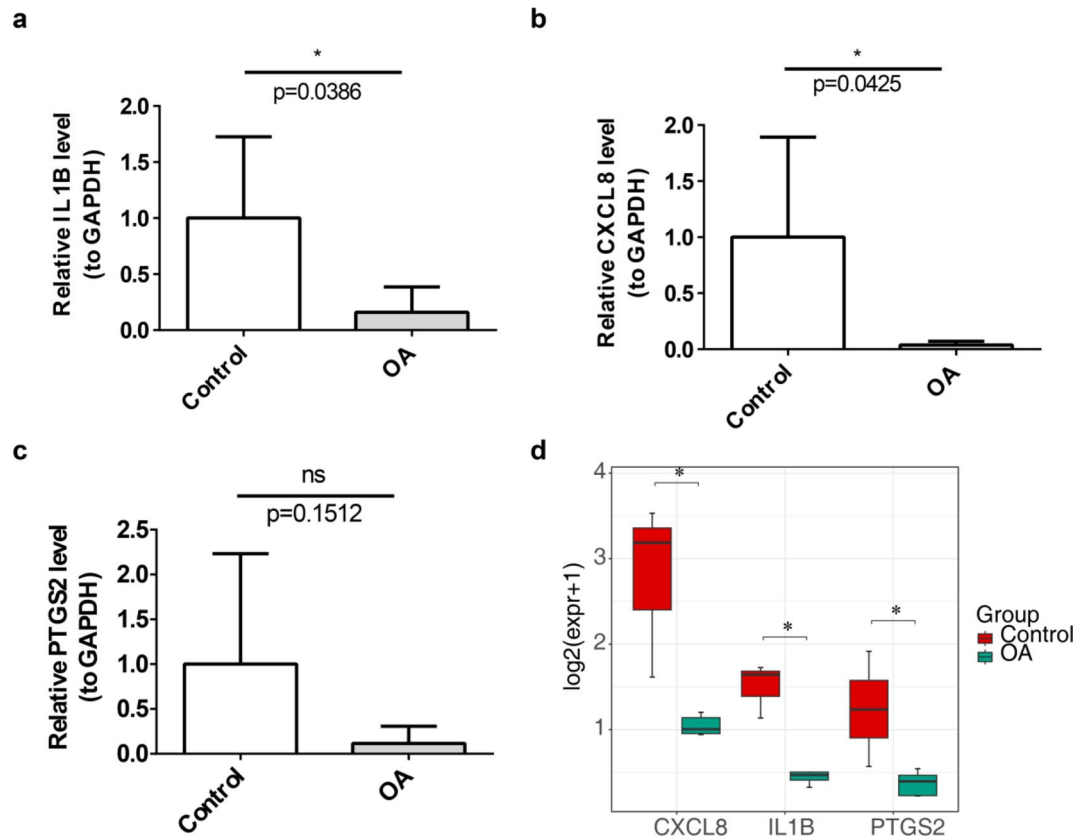 a
*
p=0.0386
Relative IL1B level
(to GAPDH)
2.0
1.5
1.0
0.5
0.0
Control
OA
b
*
p=0.0425
Relative CXCL8 level
(to GAPDH)
2.0
1.5
1.0
0.5
0.0
Control
OA
c
ns
p=0.1512
Relative PTGS2 level
(to GAPDH)
2.5
2.0
1.5
1.0
0.5
0.0
Control
OA
d
log2(expr+1)
4
3
2
1
*
*
*
CXCL8
IL1B
PTGS2
Group
Control
OA